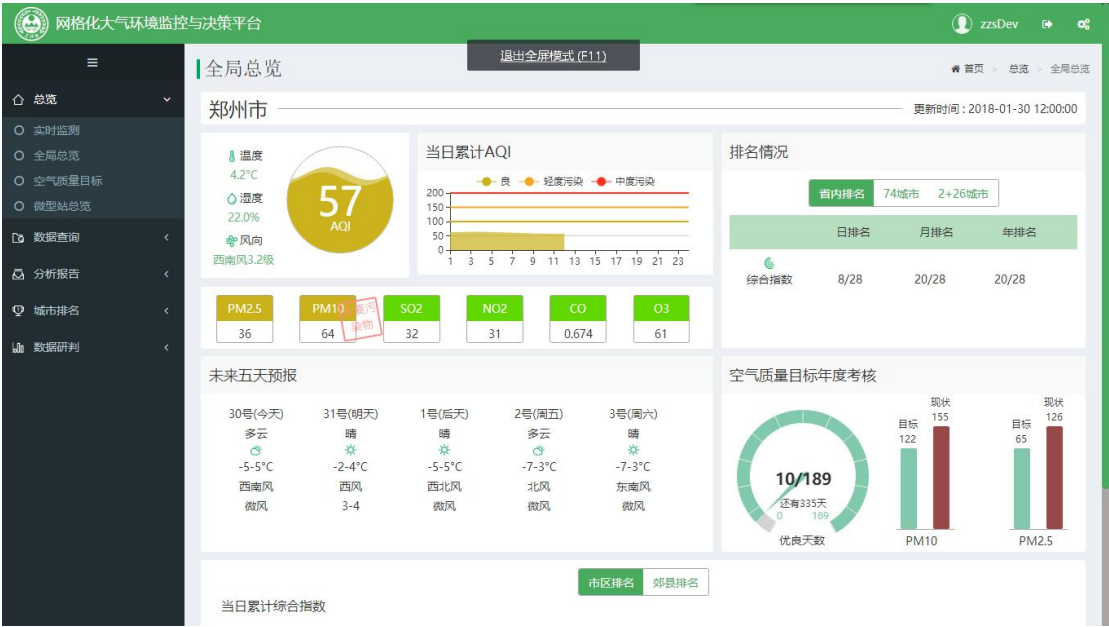 网格化大气环境监控与决策平台
zzsDev
退出全屏模式 (F11)
全局总览
首页 > 总览 > 全局总览
总览
实时监测
全局总览
空气质量目标
微型站总览
数据查询
分析报告
城市排名
数据研判
郑州市
更新时间 : 2018-01-30 12:00:00
温度
4.2°C
湿度
22.0%
风向
西南风3.2级
57
AQI
当日累计AQI
良 轻度污染 中度污染
200
150
100
50
0
1 3 5 7 9 11 13 15 17 19 21 23
排名情况
省内排名 74城市 2+26城市
日排名 月排名 年排名
综合指数 8/28 20/28 20/28
PM2.5 PM10 SO2 NO2 CO O3
36 64 32 31 0.674 61
要污
染物
未来五天预报
30号(今天) 31号(明天) 1号(后天) 2号(周五) 3号(周六)
多云 晴 晴 多云 晴
-5-5°C -2-4°C -5-5°C -7-3°C -7-3°C
西南风 西风 西北风 北风 东南风
微风 3-4 微风 微风 微风
空气质量目标年度考核
10/189
还有335天
0 189
优良天数
目标
122
现状
155
PM10
目标
65
现状
126
PM2.5
市区排名 郊县排名
当日累计综合指数